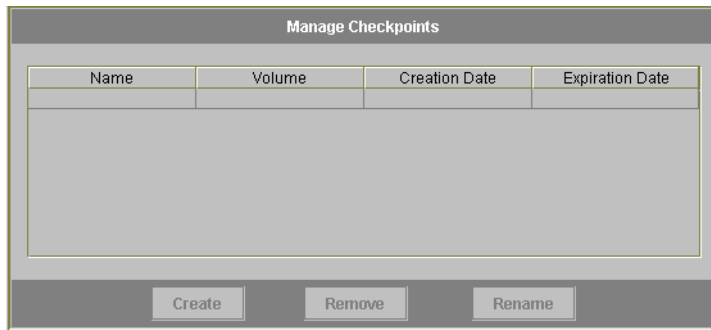 Manage Checkpoints
Name Volume Creation Date Expiration Date
Create Remove Rename